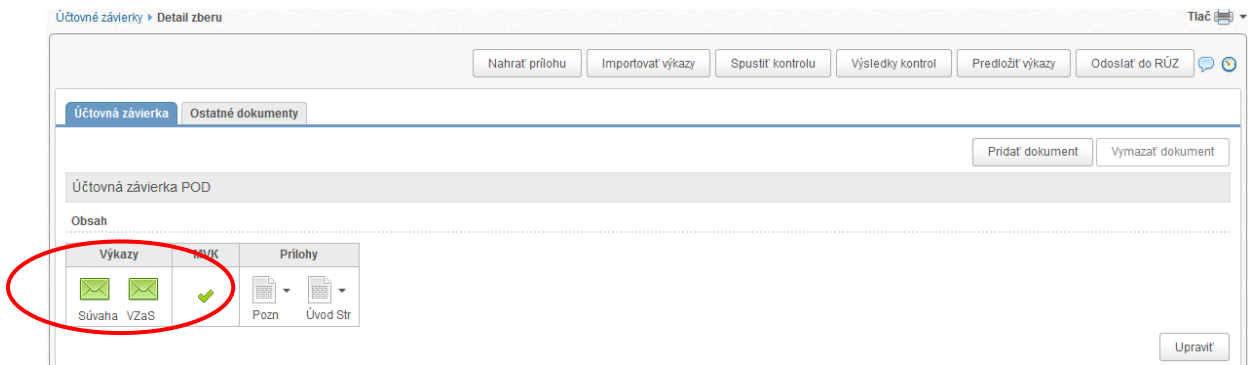 Účtovné závierky ▸ Detail zberu Tlač
Nahrať prílohu Importovať výkazy Spustiť kontrolu Výsledky kontrol Predložiť výkazy Odoslať do RÚZ
Účtovná závierka Ostatné dokumenty
Pridať dokument Vymazať dokument
Účtovná závierka POD
Obsah
Výkazy MVK Prílohy
Súvaha VZaS Pozn Úvod Str
Upraviť